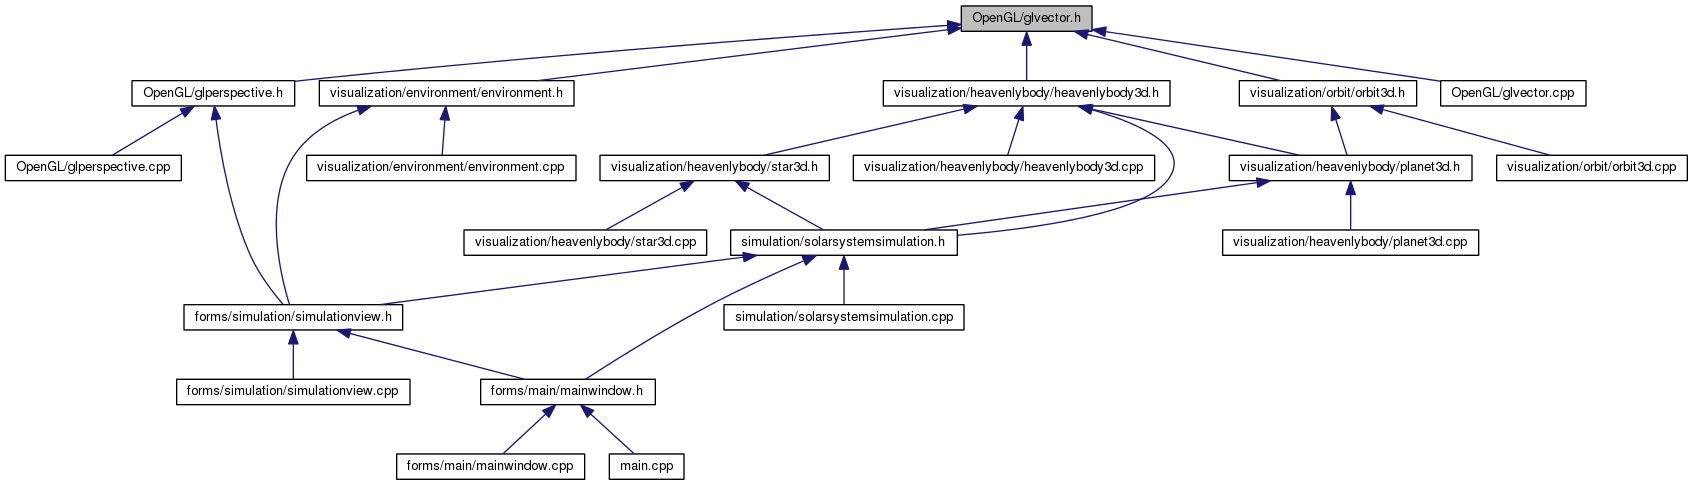 OpenGL/glvector.h
OpenGL/glperspective.h
visualization/environment/environment.h
visualization/heavenlybody/heavenlybody3d.h
visualization/orbit/orbit3d.h
OpenGL/glvector.cpp
OpenGL/glperspective.cpp
visualization/environment/environment.cpp
visualization/heavenlybody/star3d.h
visualization/heavenlybody/heavenlybody3d.cpp
visualization/heavenlybody/planet3d.h
visualization/orbit/orbit3d.cpp
visualization/heavenlybody/star3d.cpp
simulation/solarsystemsimulation.h
visualization/heavenlybody/planet3d.cpp
forms/simulation/simulationview.h
simulation/solarsystemsimulation.cpp
forms/simulation/simulationview.cpp
forms/main/mainwindow.h
forms/main/mainwindow.cpp
main.cpp